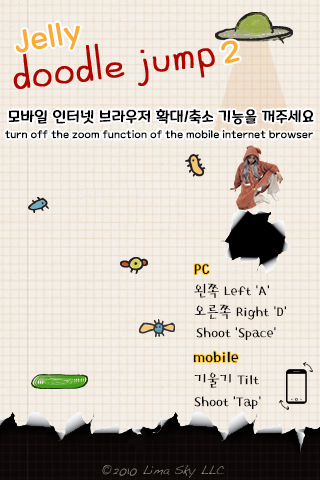 Jelly
doodle jump 2
모바일 인터넷 브라우저 확대/축소 기능을 꺼주세요
turn off the zoom function of the mobile internet browser
PC
왼쪽 Left 'A'
오른쪽 Right 'D'
Shoot 'Space'
mobile
기울기 Tilt
Shoot 'Tap'
©2010 Lima Sky LLC